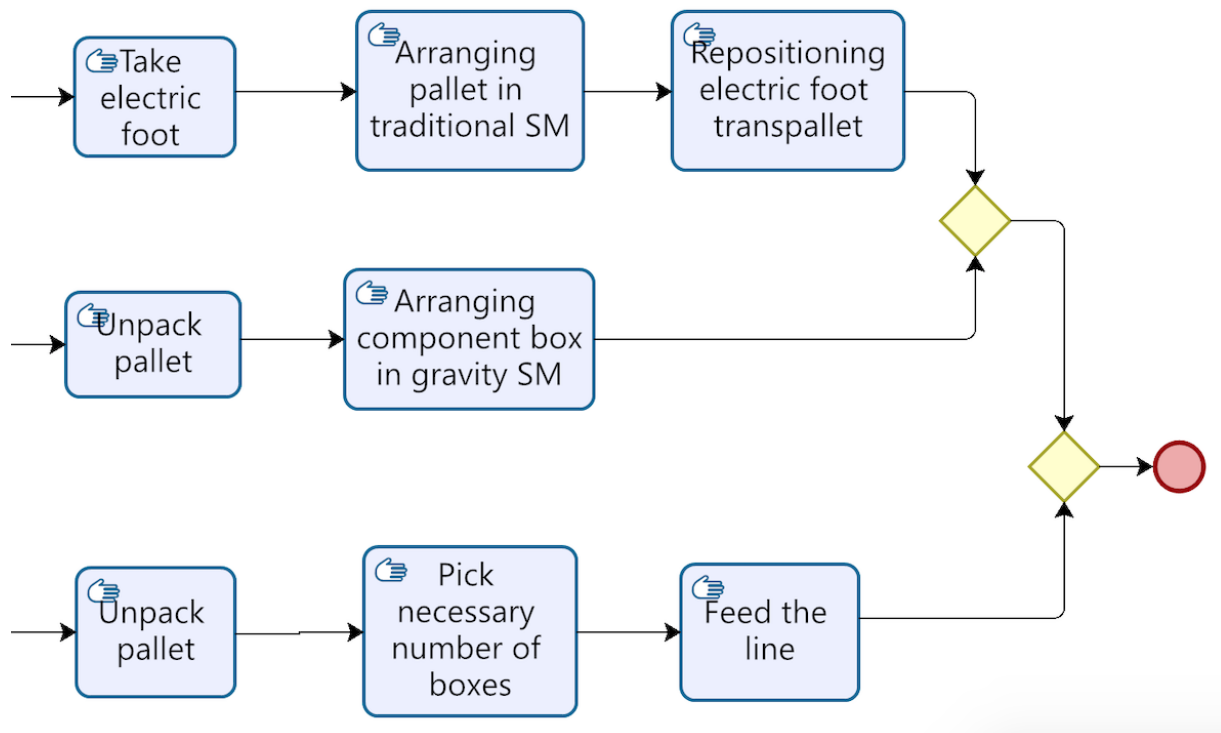 Take
electric
foot
Arranging
pallet in
traditional SM
Repositioning
electric foot
transpallet
Unpack
pallet
Arranging
component box
in gravity SM
Unpack
pallet
Pick
necessary
number of
boxes
Feed the
line